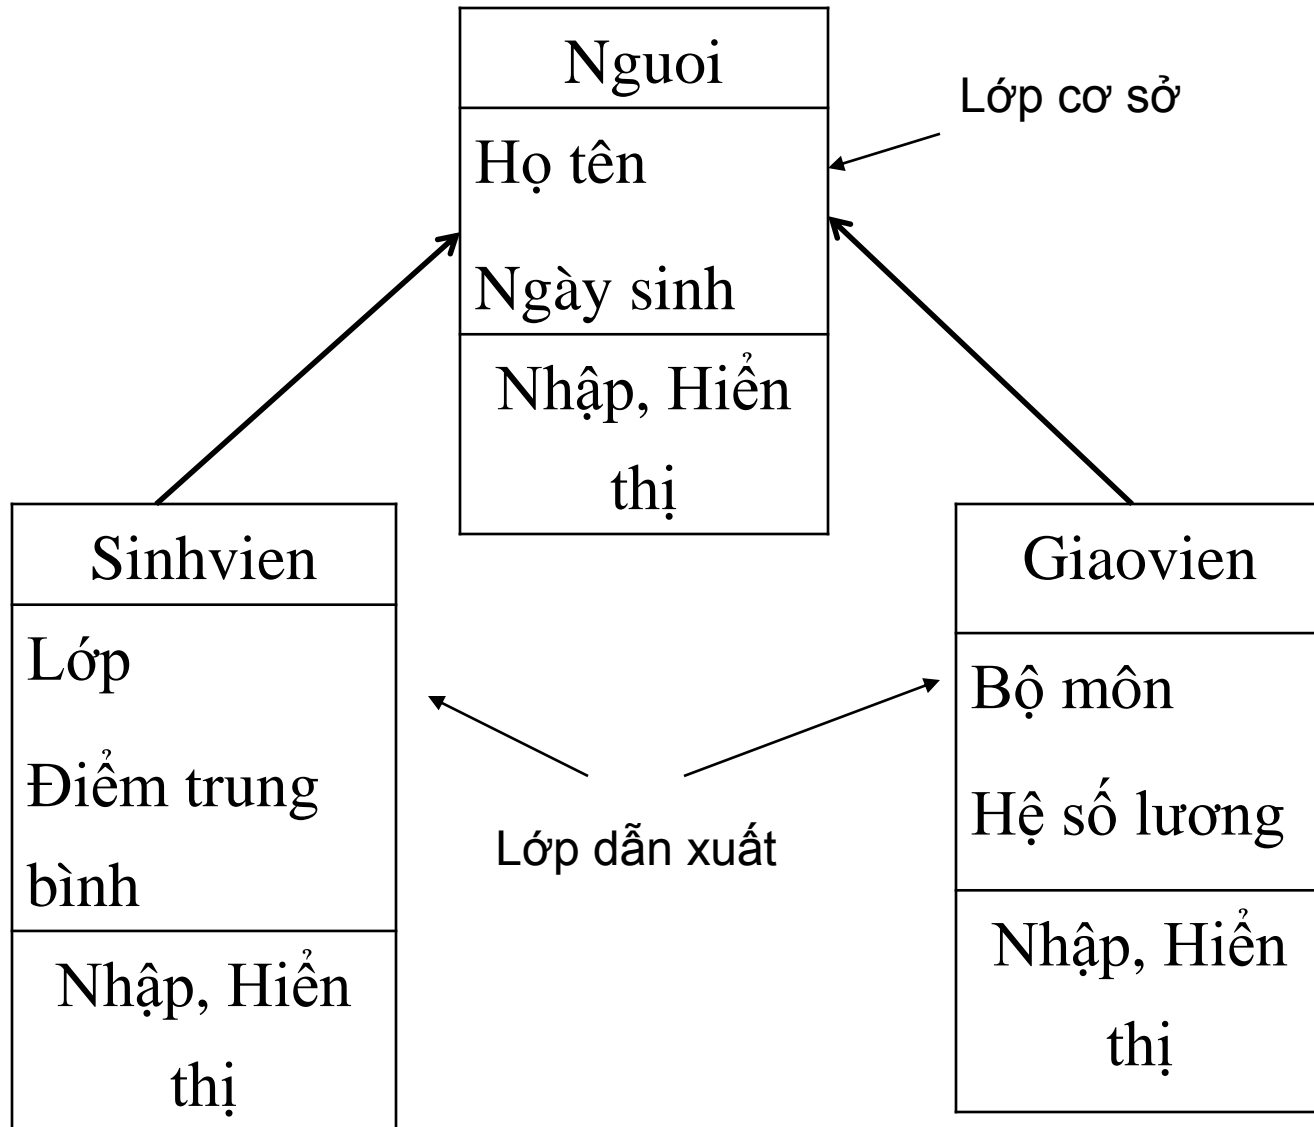 Nguoi
Lớp cơ sở
Họ tên
Ngày sinh
Nhập, Hiển
thị
Sinhvien
Lớp
Điểm trung
bình
Nhập, Hiển
thị
Lớp dẫn xuất
Giaovien
Bộ môn
Hệ số lương
Nhập, Hiển
thị